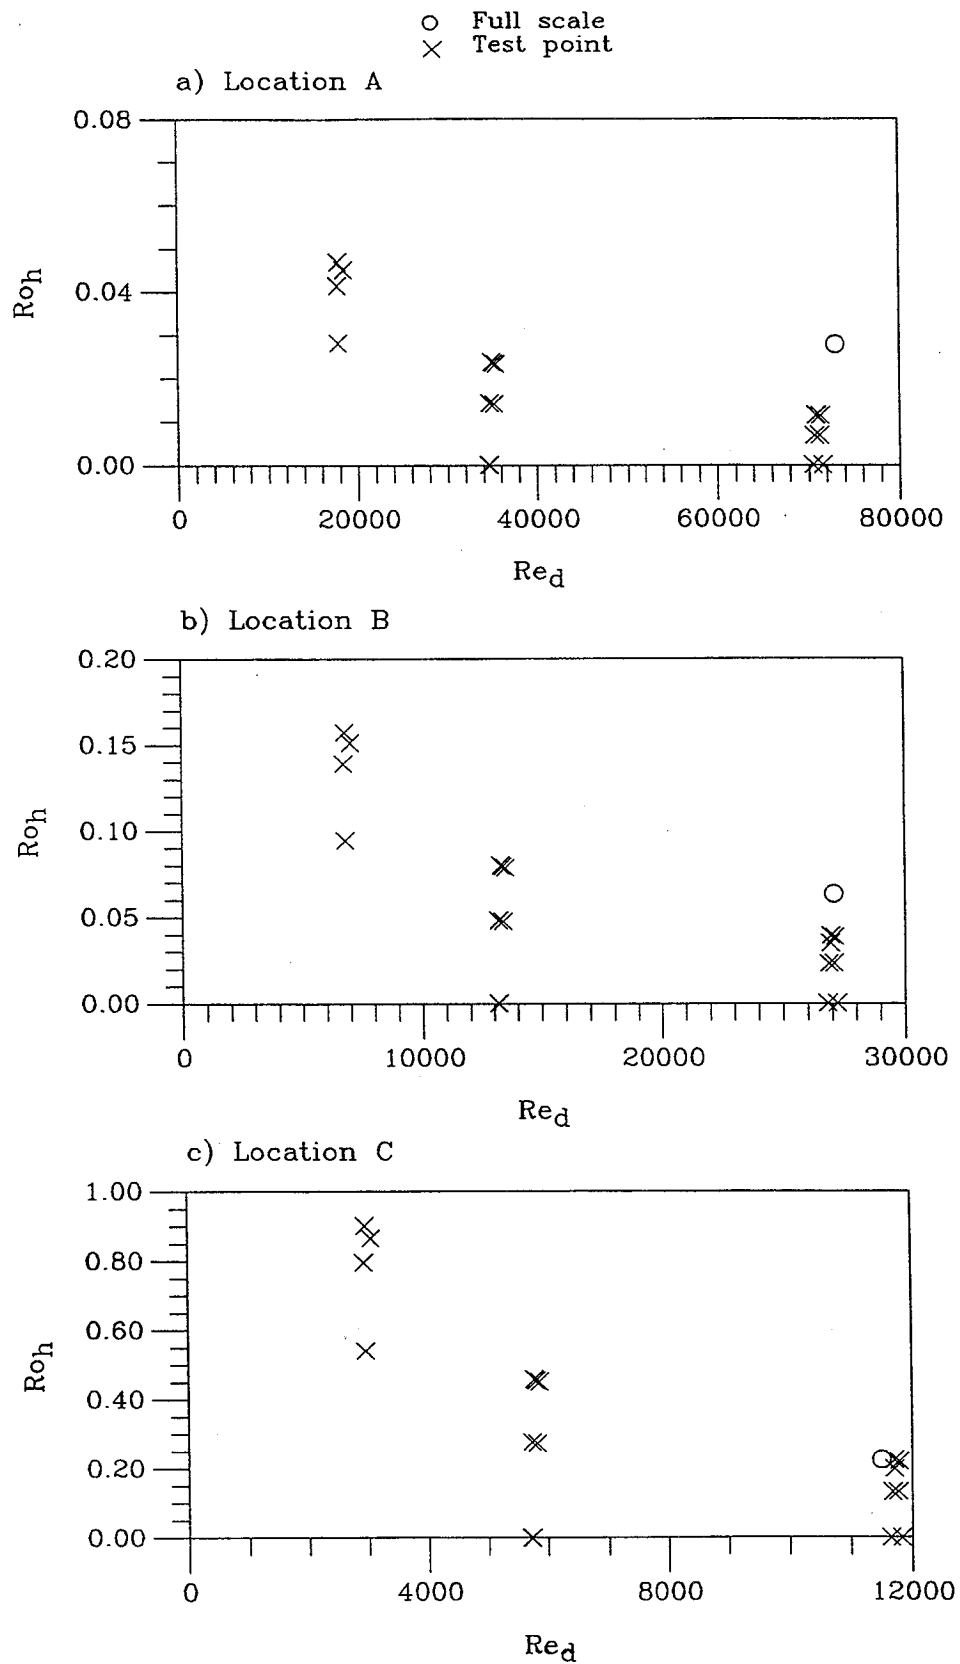 Full scale
Test point
a) Location A
0.08
0.04
0.00
Roh
0 20000 40000 60000 80000
Red
b) Location B
0.20
0.15
0.10
0.05
0.00
Roh
0 10000 20000 30000
Red
c) Location C
1.00
0.80
0.60
0.40
0.20
0.00
Roh
0 4000 8000 12000
Red